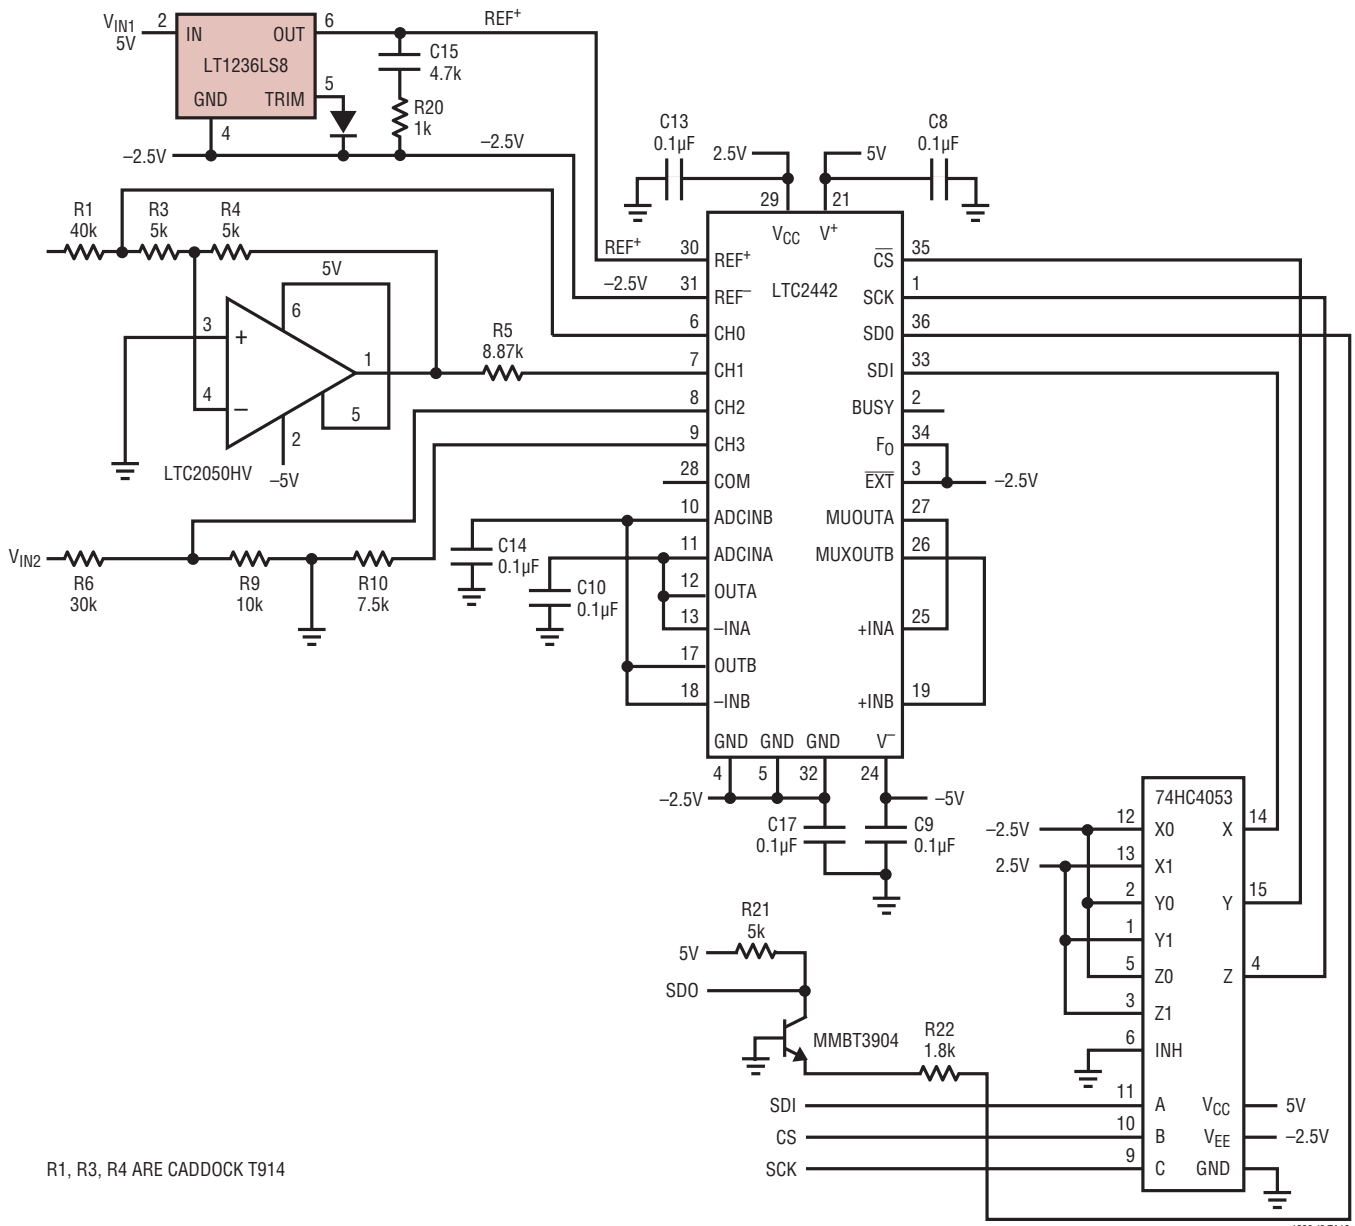 V_IN1
5V
2
IN
OUT
6
REF+
LT1236LS8
GND
TRIM
5
4
C15
4.7k
R20
1k
–2.5V
–2.5V
C13
0.1µF
2.5V
29
C8
0.1µF
5V
21
R1
40k
R3
5k
R4
5k
5V
6
3
+
4
–
1
5
2
–5V
LTC2050HV
R5
8.87k
REF+
–2.5V
V_CC
V+
LTC2442
30
REF+
31
REF–
6
CH0
7
CH1
8
CH2
9
CH3
28
COM
10
ADCINB
11
ADCINA
12
OUTA
13
–INA
17
OUTB
18
–INB
CS
35
SCK
1
SD0
36
SDI
33
BUSY
2
F_O
34
EXT
3
–2.5V
MUOUTA
27
MUXOUTB
26
+INA
25
+INB
19
GND
GND
GND
V–
4
5
32
24
–2.5V
–5V
C17
0.1µF
C9
0.1µF
V_IN2
R6
30k
R9
10k
R10
7.5k
C14
0.1µF
C10
0.1µF
74HC4053
–2.5V
12
X0
X
14
2.5V
13
X1
2
Y0
Y
15
1
Y1
5
Z0
Z
4
3
Z1
6
INH
11
A
V_CC
5V
10
B
V_EE
–2.5V
9
C
GND
R21
5k
5V
SDO
MMBT3904
R22
1.8k
SDI
CS
SCK
R1, R3, R4 ARE CADDOCK T914